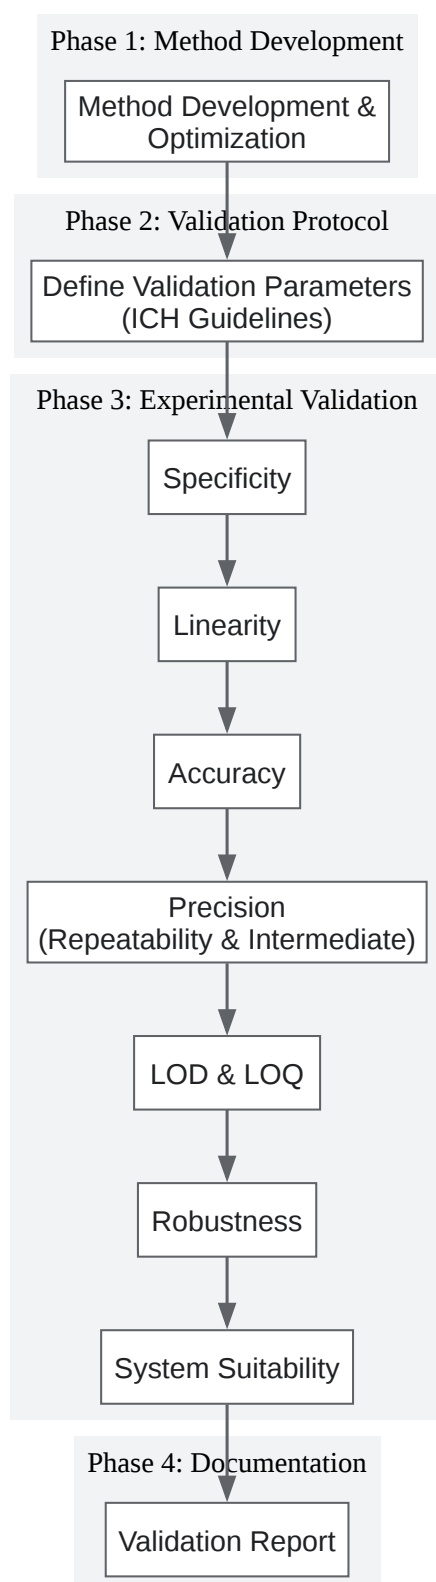 Phase 1: Method Development
Method Development &
Optimization
Phase 2: Validation Protocol
Define Validation Parameters
(ICH Guidelines)
Phase 3: Experimental Validation
Specificity
Linearity
Accuracy
Precision
(Repeatability & Intermediate)
LOD & LOQ
Robustness
System Suitability
Phase 4: Documentation
Validation Report